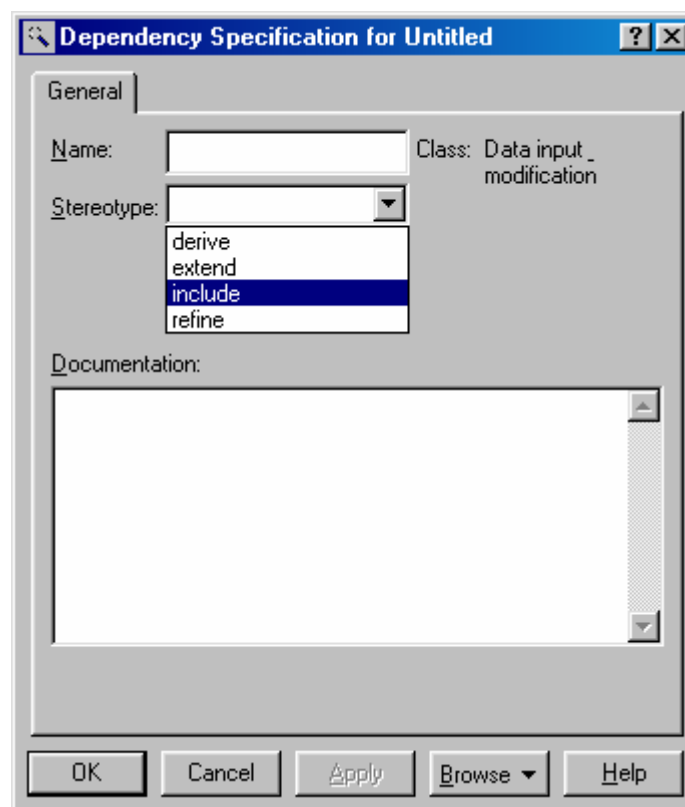 Dependency Specification for Untitled
General
Name:
Class: Data input _
modification
Stereotype:
derive
extend
include
refine
Documentation:
OK Cancel Apply Browse Help